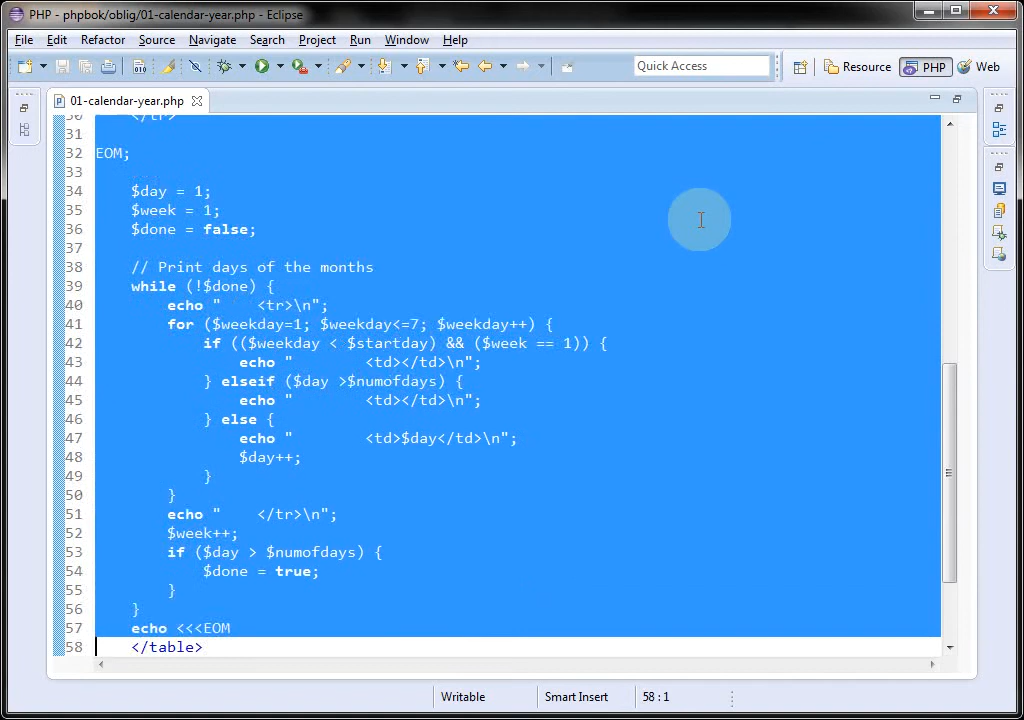 PHP - phpbok/oblig/01-calendar-year.php - Eclipse
File Edit Refactor Source Navigate Search Project Run Window Help
Quick Access
Resource
PHP
Web
01-calendar-year.php
30     </tr>
31
32 EOM;
33
34     $day = 1;
35     $week = 1;
36     $done = false;
37
38     // Print days of the months
39     while (!$done) {
40         echo "    <tr>\n";
41         for ($weekday=1; $weekday<=7; $weekday++) {
42             if (($weekday < $startday) && ($week == 1)) {
43                 echo "        <td></td>\n";
44             } elseif ($day >$numofdays) {
45                 echo "        <td></td>\n";
46             } else {
47                 echo "        <td>$day</td>\n";
48                 $day++;
49             }
50         }
51         echo "    </tr>\n";
52         $week++;
53         if ($day > $numofdays) {
54             $done = true;
55         }
56     }
57     echo <<<EOM
58     </table>
Writable
Smart Insert
58 : 1